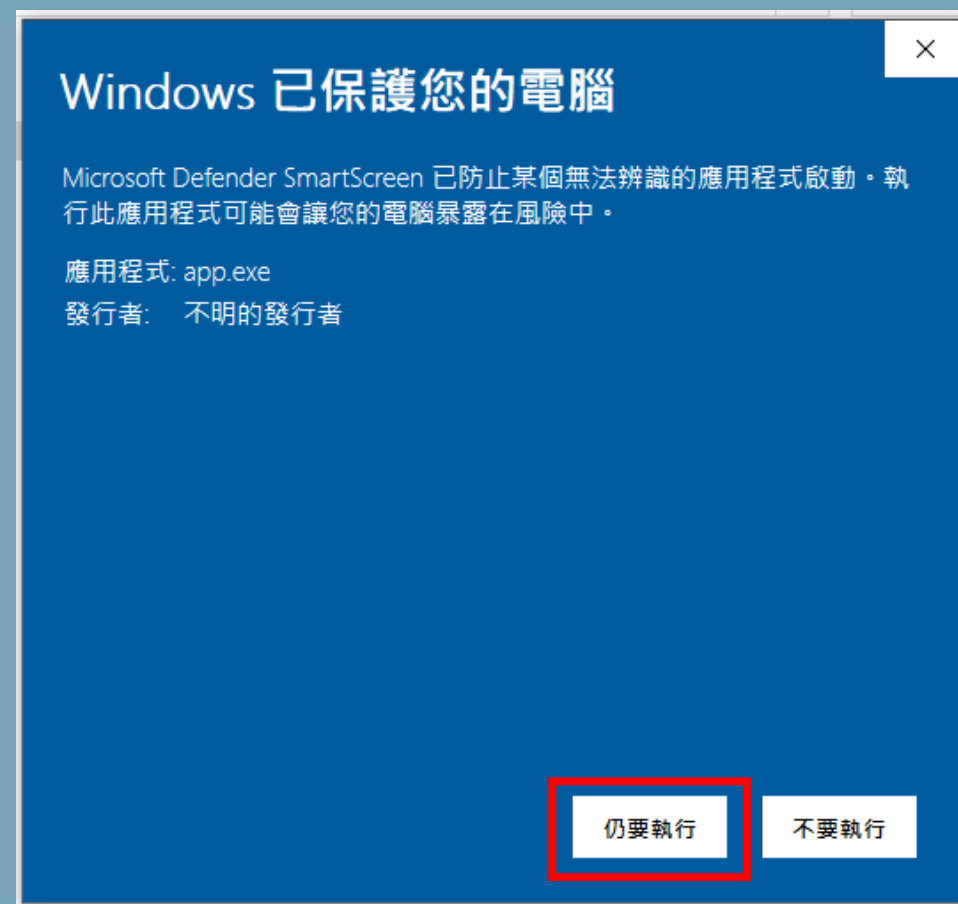 Windows 已保護您的電腦
Microsoft Defender SmartScreen 已防止某個無法辨識的應用程式啟動。執
行此應用程式可能會讓您的電腦暴露在風險中。
應用程式: app.exe
發行者: 不明的發行者
仍要執行 不要執行